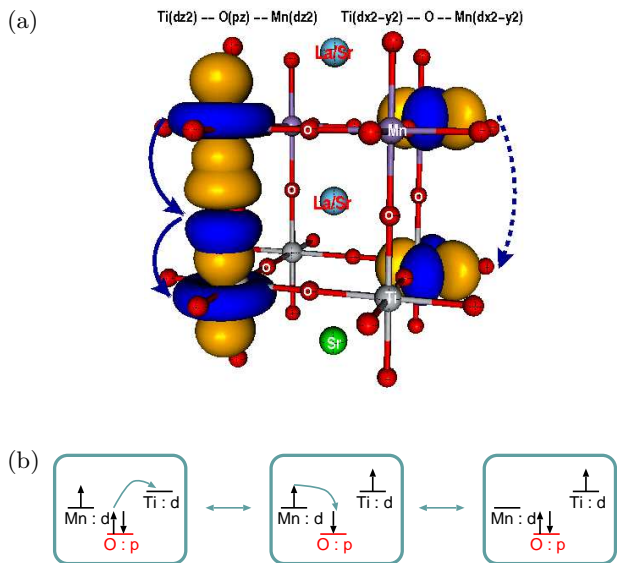 (a)
Ti(dz2) -- O(pz) -- Mn(dz2) Ti(dx2-y2) -- O -- Mn(dx2-y2)
La/Sr
O Mn
La/Sr
O O
O
O
O Ti
O
Sr
(b)
Mn : d Ti : d
O : p
Mn : d Ti : d
O : p
Mn : d Ti : d
O : p